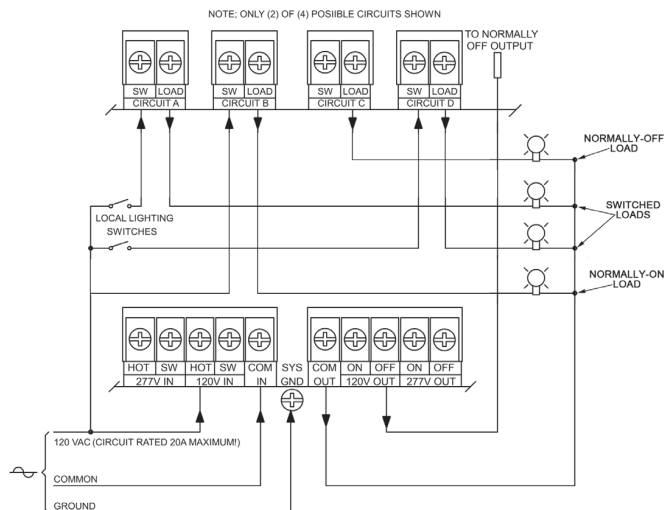 NOTE; ONLY (2) OF (4) POSIIBLE CIRCUITS SHOWN
TO NORMALLY
OFF OUTPUT
SW LOAD SW LOAD SW LOAD SW LOAD
CIRCUIT A CIRCUIT B CIRCUIT C CIRCUIT D
NORMALLY-OFF
LOAD
LOCAL LIGHTING
SWITCHES
SWITCHED
LOADS
NORMALLY-ON
LOAD
HOT SW HOT SW COM SYS COM ON OFF ON OFF
277V IN 120V IN IN GND OUT 120V OUT 277V OUT
120 VAC (CIRCUIT RATED 20A MAXIMUM!)
COMMON
GROUND